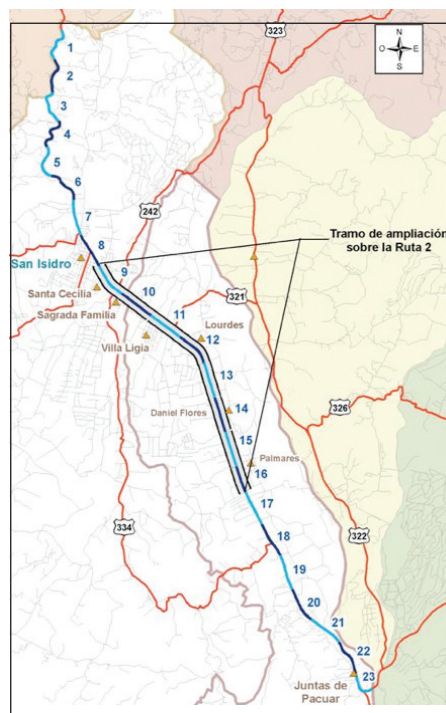 323
N
O E
S
1
2
3
4
5
6
7
242
8
Tramo de ampliación
sobre la Ruta 2
San Isidro
9
Santa Cecilia
10
321
Sagrada Familia
11
Lourdes
12
Villa Ligia
13
326
Daniel Flores
14
15
Palmares
16
17
334
18
322
19
20
21
22
23
Juntas de
Pacuar